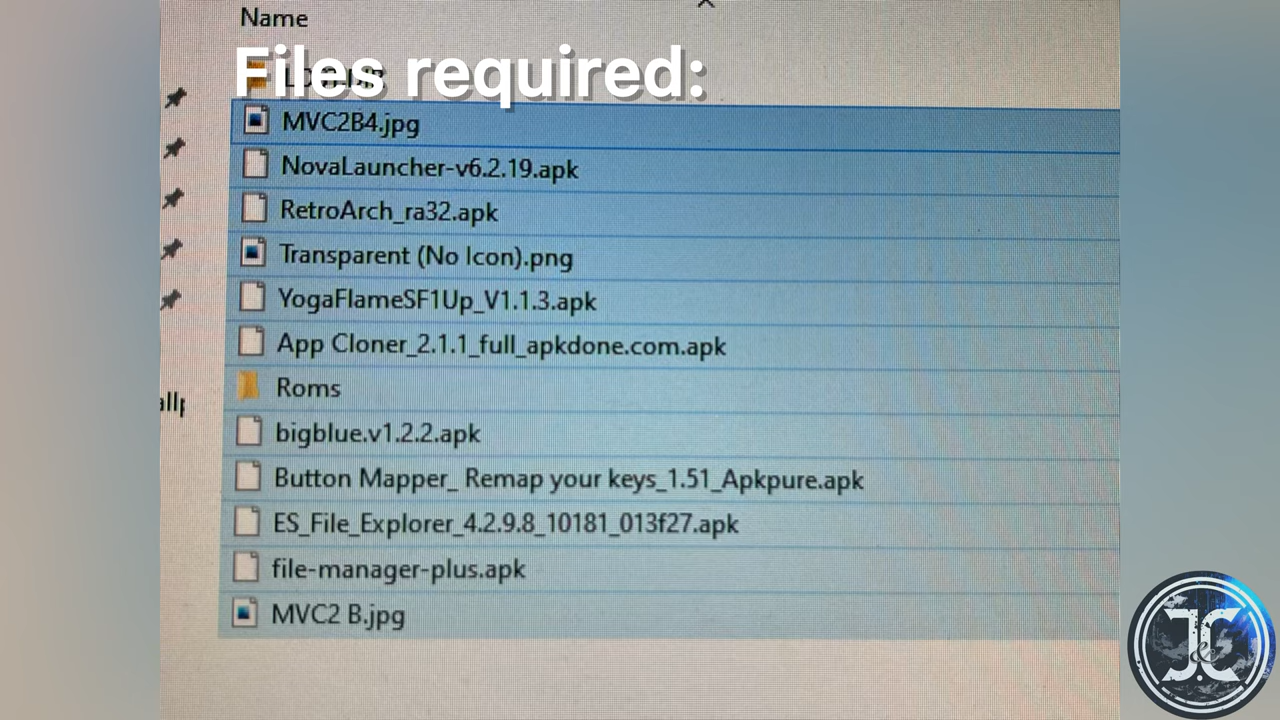 Name
Files required:
MVC2B4.jpg
NovaLauncher-v6.2.19.apk
RetroArch_ra32.apk
Transparent (No Icon).png
YogaFlameSF1Up_V1.1.3.apk
App Cloner_2.1.1_full_apkdone.com.apk
Roms
bigblue.v1.2.2.apk
Button Mapper_ Remap your keys_1.51_Apkpure.apk
ES_File_Explorer_4.2.9.8_10181_013f27.apk
file-manager-plus.apk
MVC2 B.jpg
J&C